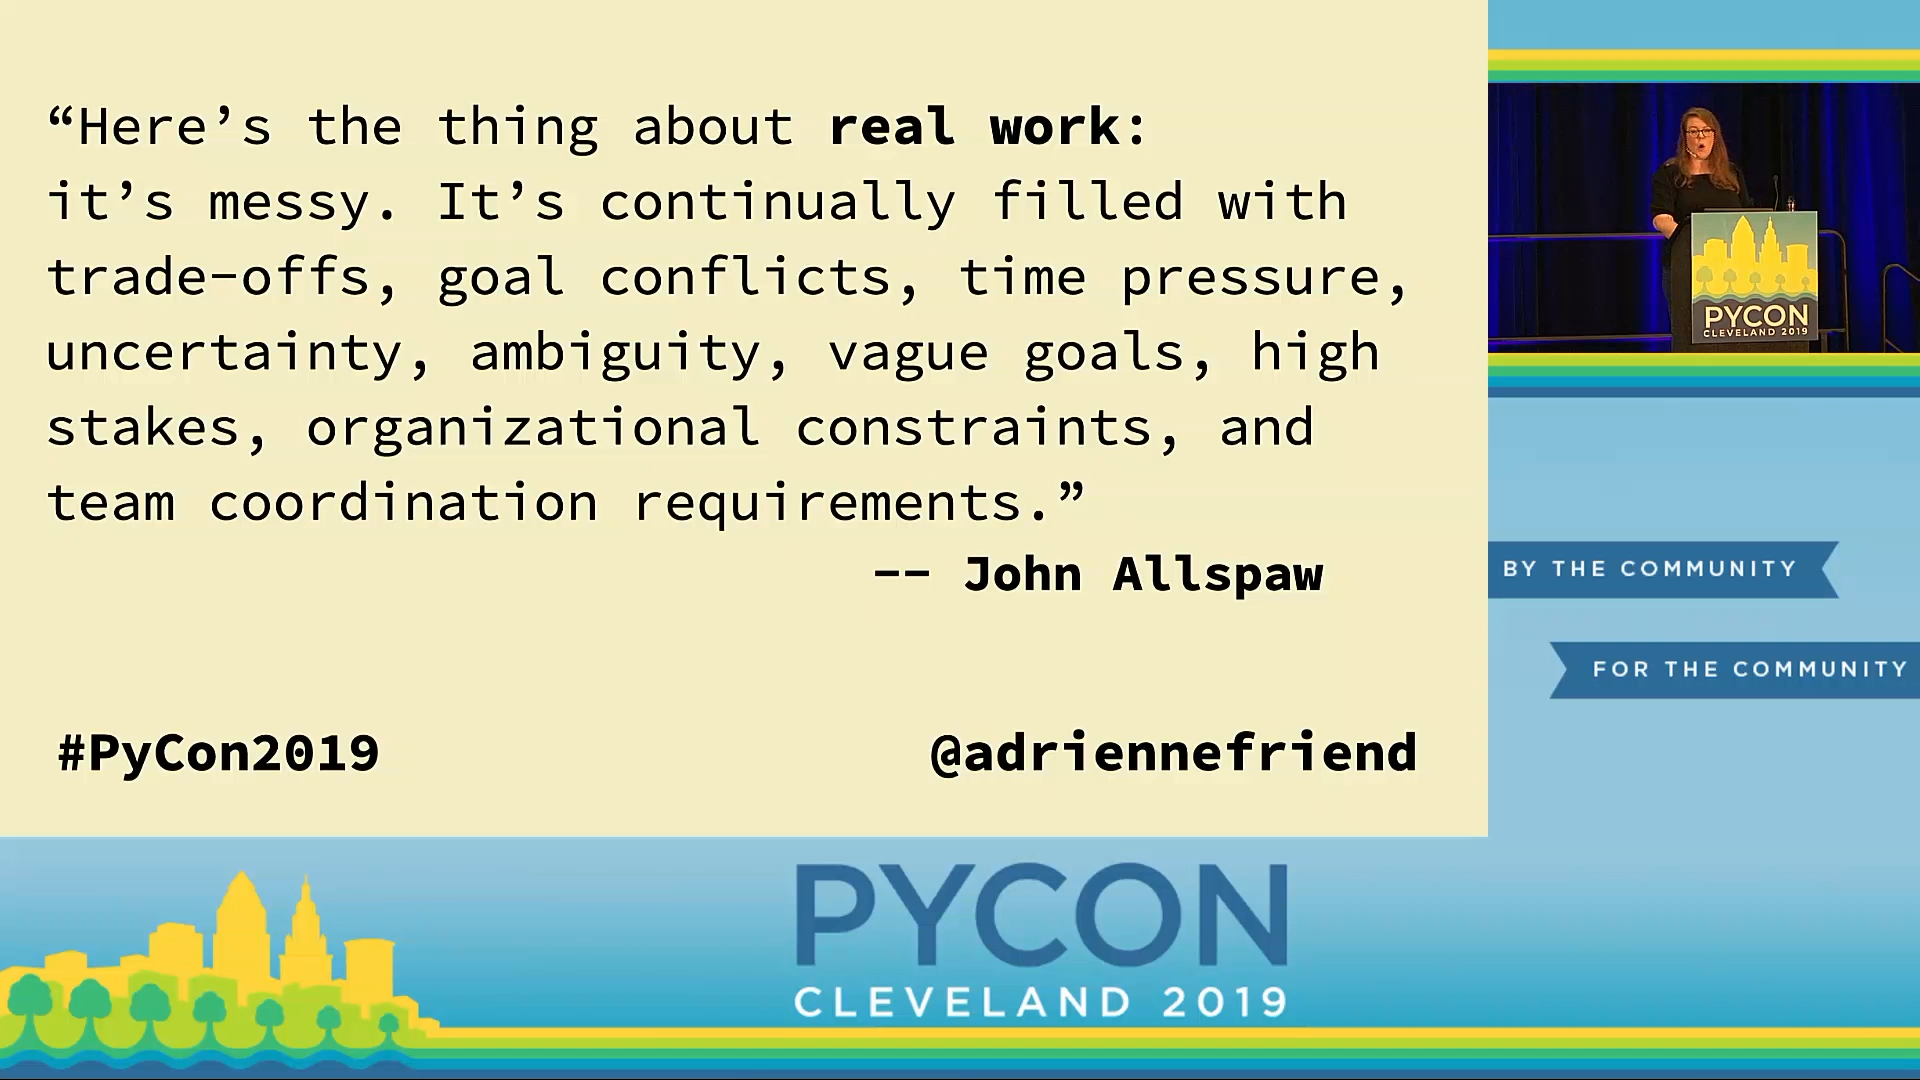 “Here’s the thing about real work:
it’s messy. It’s continually filled with
trade-offs, goal conflicts, time pressure,
uncertainty, ambiguity, vague goals, high
stakes, organizational constraints, and
team coordination requirements.”
-- John Allspaw
#PyCon2019
@adriennefriend
PYCON
CLEVELAND 2019
BY THE COMMUNITY
FOR THE COMMUNITY
PYCON
CLEVELAND 2019